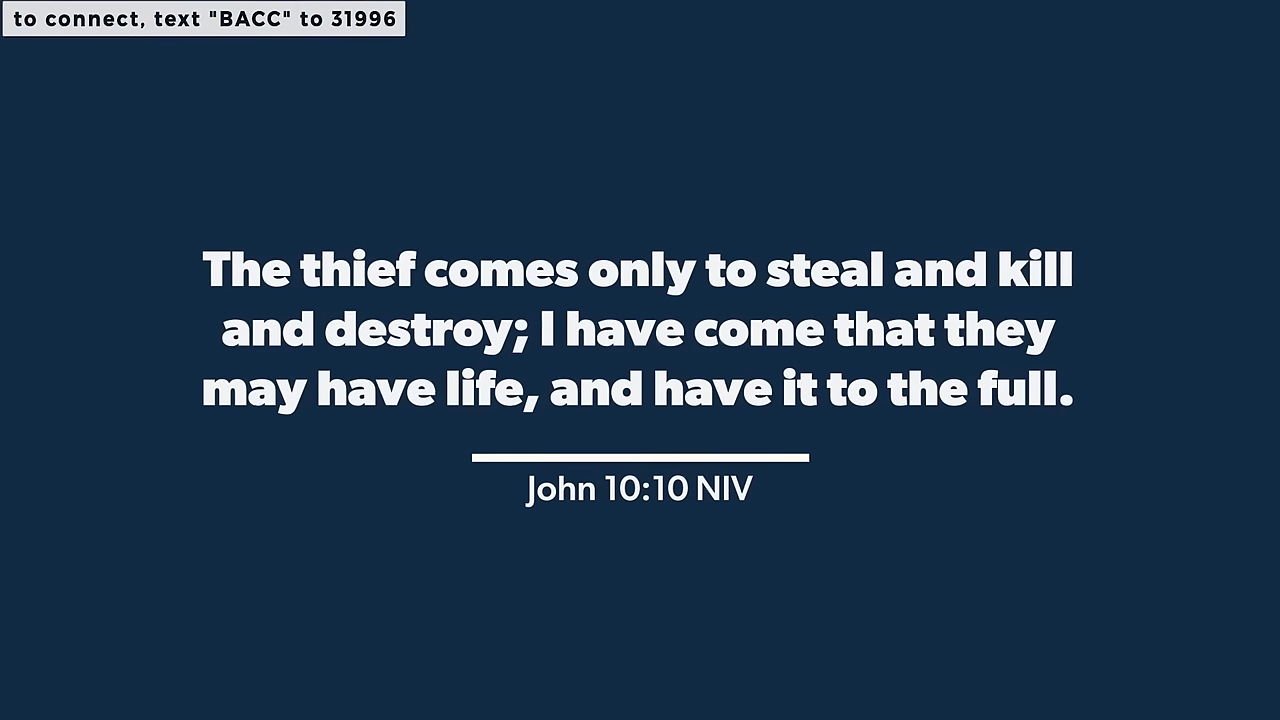 to connect, text "BACC" to 31996
The thief comes only to steal and kill
and destroy; I have come that they
may have life, and have it to the full.
John 10:10 NIV